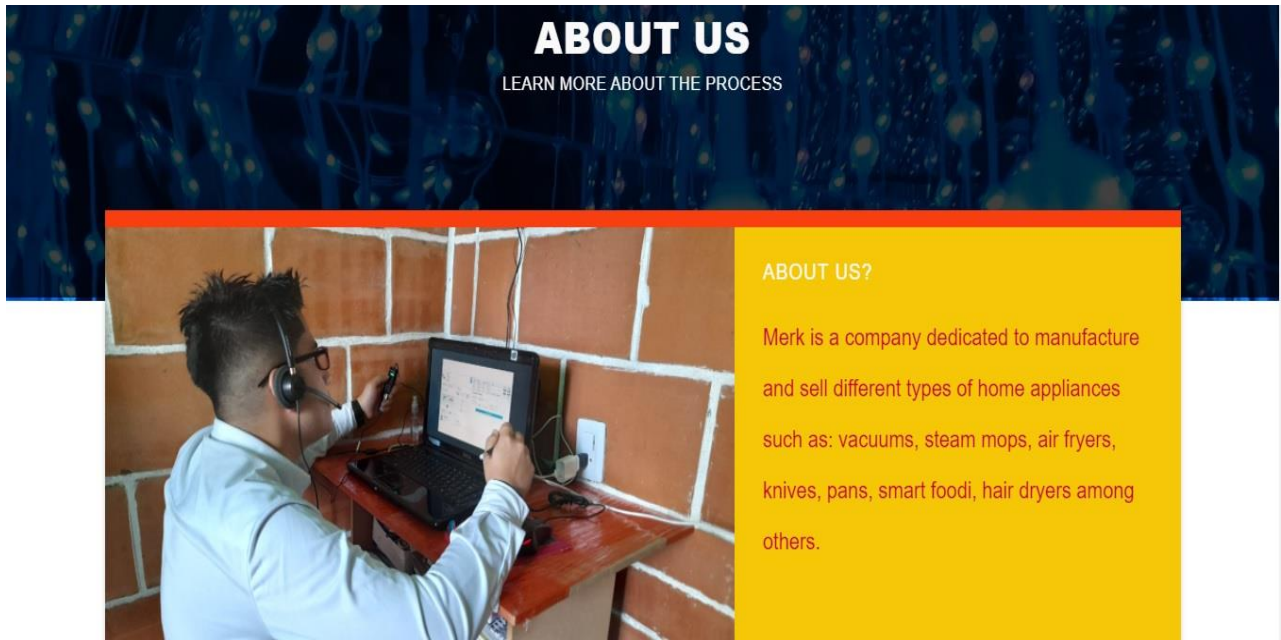 ABOUT US
LEARN MORE ABOUT THE PROCESS
ABOUT US?
Merk is a company dedicated to manufacture
and sell different types of home appliances
such as: vacuums, steam mops, air fryers,
knives, pans, smart foodi, hair dryers among
others.